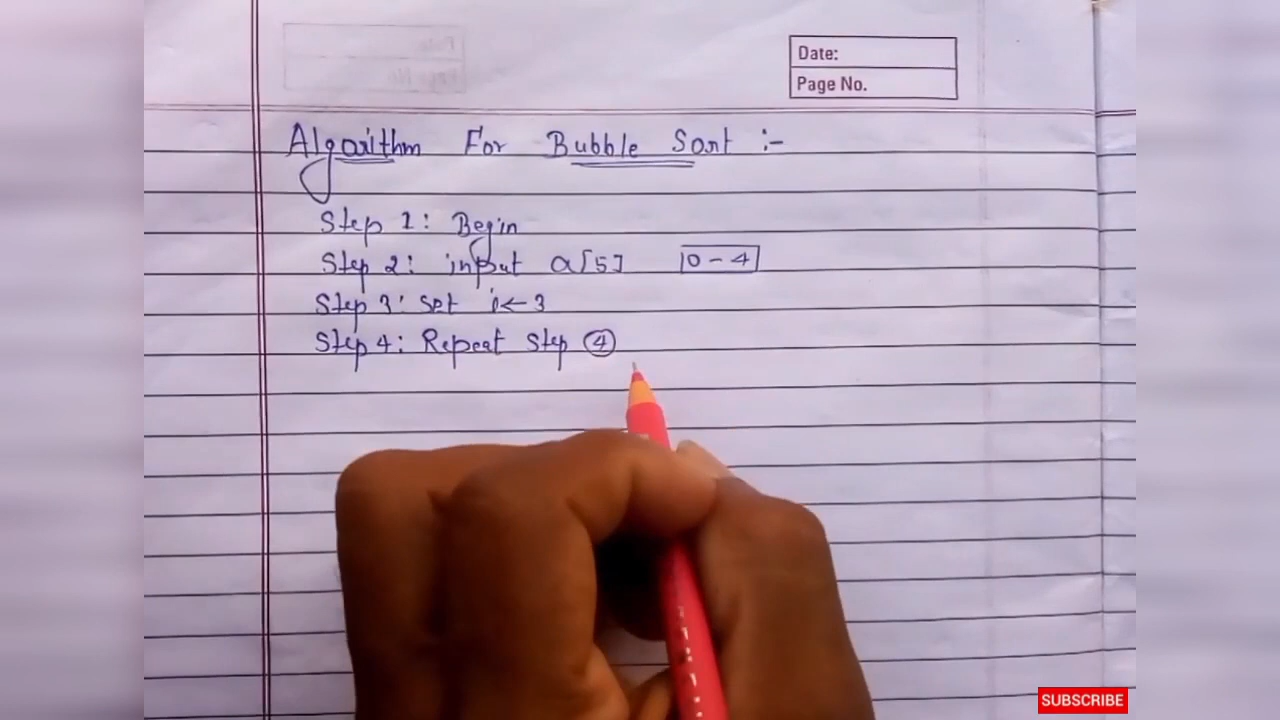 Date:
Page No.
Algorithm For Bubble Sort :-
Step 1: Begin
Step 2: input a[5] 0-4
Step 3: set i← 3
Step 4: Repeat Step 4
SUBSCRIBE